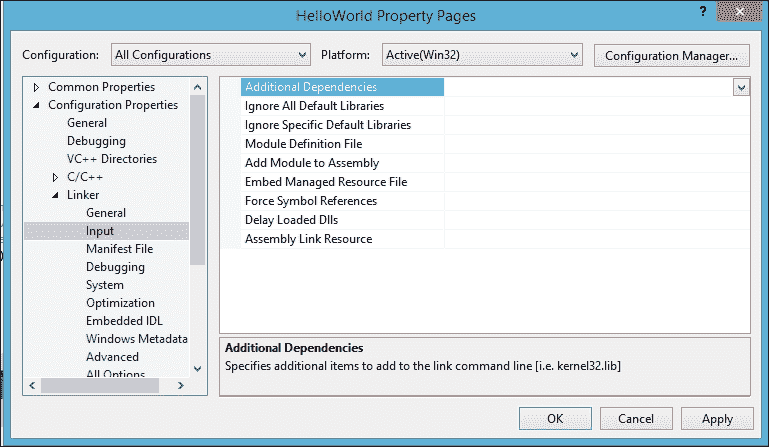 HelloWorld Property Pages
? x
Configuration: All Configurations Platform: Active(Win32) Configuration Manager...
Common Properties
Configuration Properties
General
Debugging
VC++ Directories
C/C++
Linker
General
Input
Manifest File
Debugging
System
Optimization
Embedded IDL
Windows Metadata
Advanced
All Options
Additional Dependencies
Ignore All Default Libraries
Ignore Specific Default Libraries
Module Definition File
Add Module to Assembly
Embed Managed Resource File
Force Symbol References
Delay Loaded Dlls
Assembly Link Resource
Additional Dependencies
Specifies additional items to add to the link command line [i.e. kernel32.lib]
OK Cancel Apply